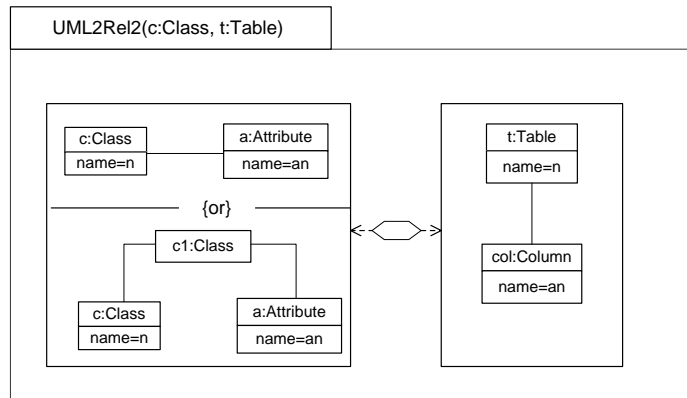 UML2Rel2(c:Class, t:Table)
c:Class
name=n
a:Attribute
name=an
{or}
c1:Class
c:Class
name=n
a:Attribute
name=an
t:Table
name=n
col:Column
name=an